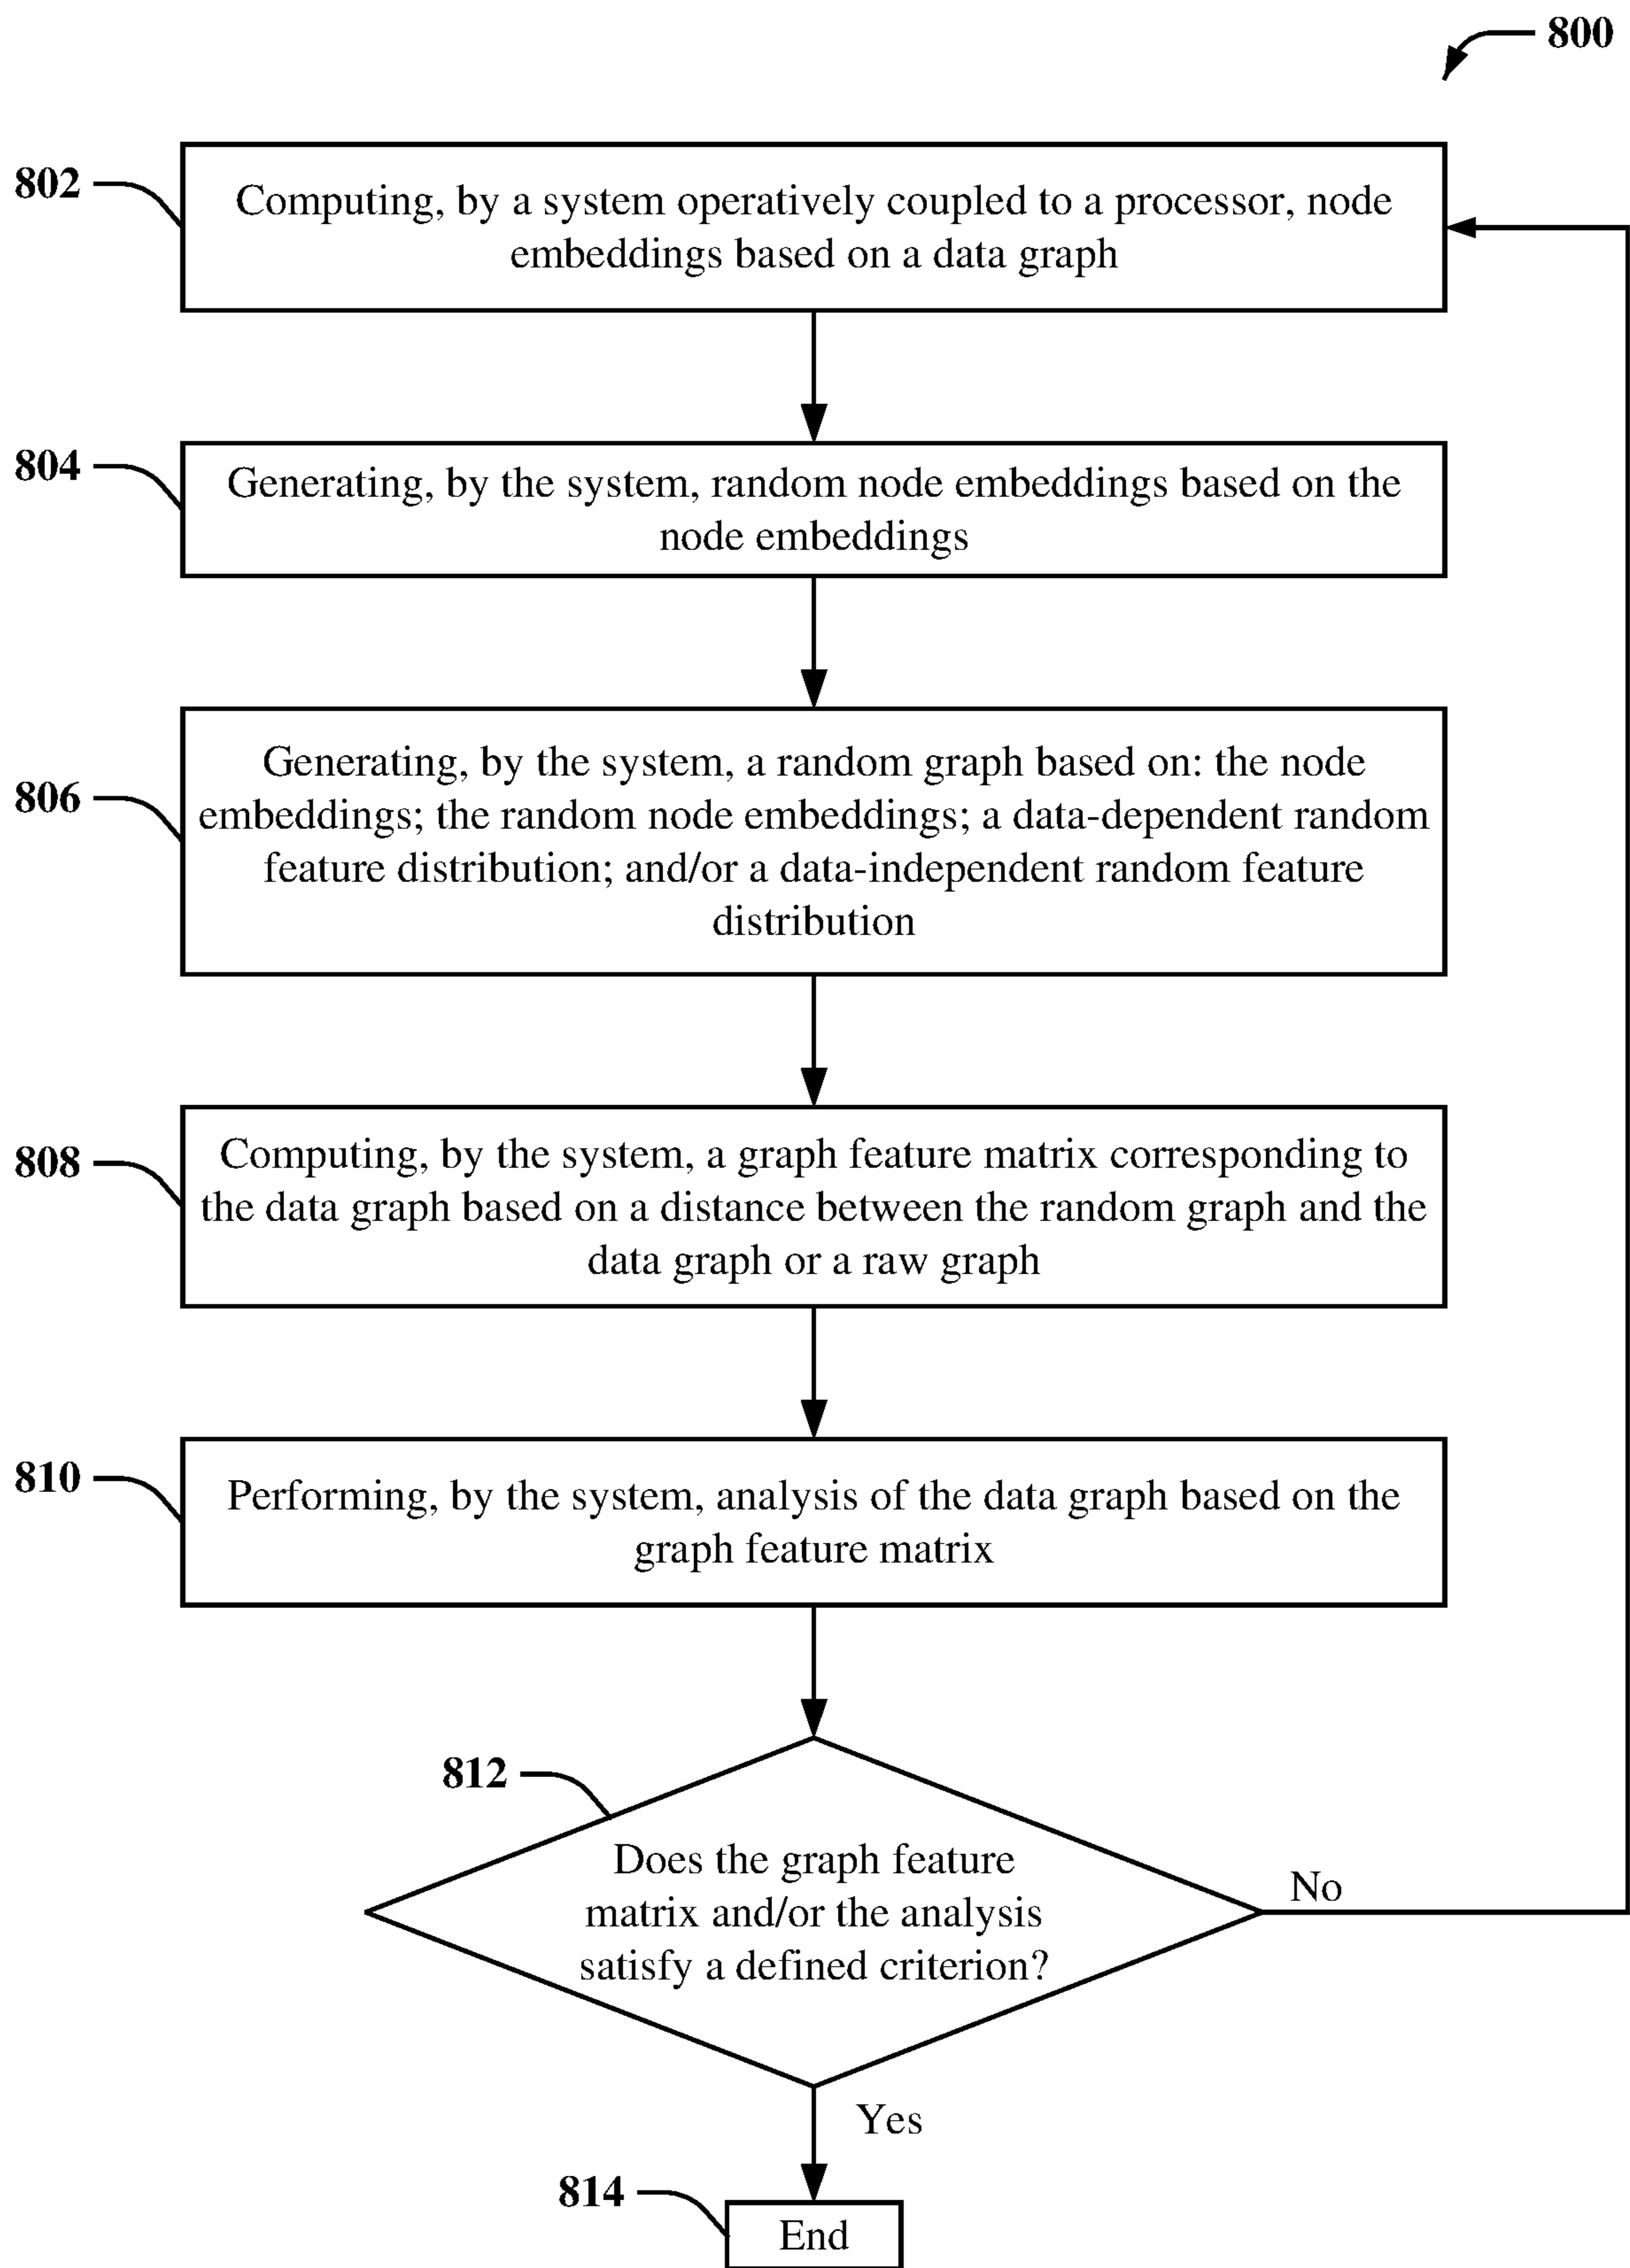 800
802
Computing, by a system operatively coupled to a processor, node
embeddings based on a data graph
804
Generating, by the system, random node embeddings based on the
node embeddings
806
Generating, by the system, a random graph based on: the node
embeddings; the random node embeddings; a data-dependent random
feature distribution; and/or a data-independent random feature
distribution
808
Computing, by the system, a graph feature matrix corresponding to
the data graph based on a distance between the random graph and the
data graph or a raw graph
810
Performing, by the system, analysis of the data graph based on the
graph feature matrix
812
Does the graph feature
matrix and/or the analysis
satisfy a defined criterion?
No
Yes
814
End